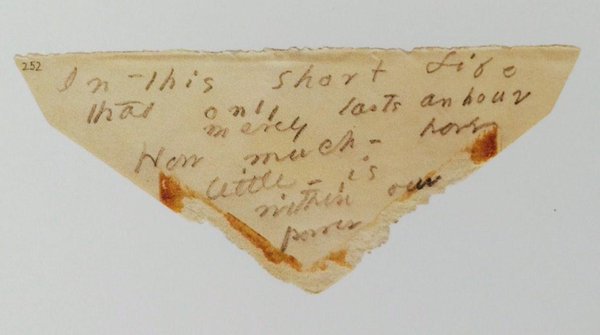 252
In this short Life
that only lasts an hour
merely
How much - how
little - is
within our
power